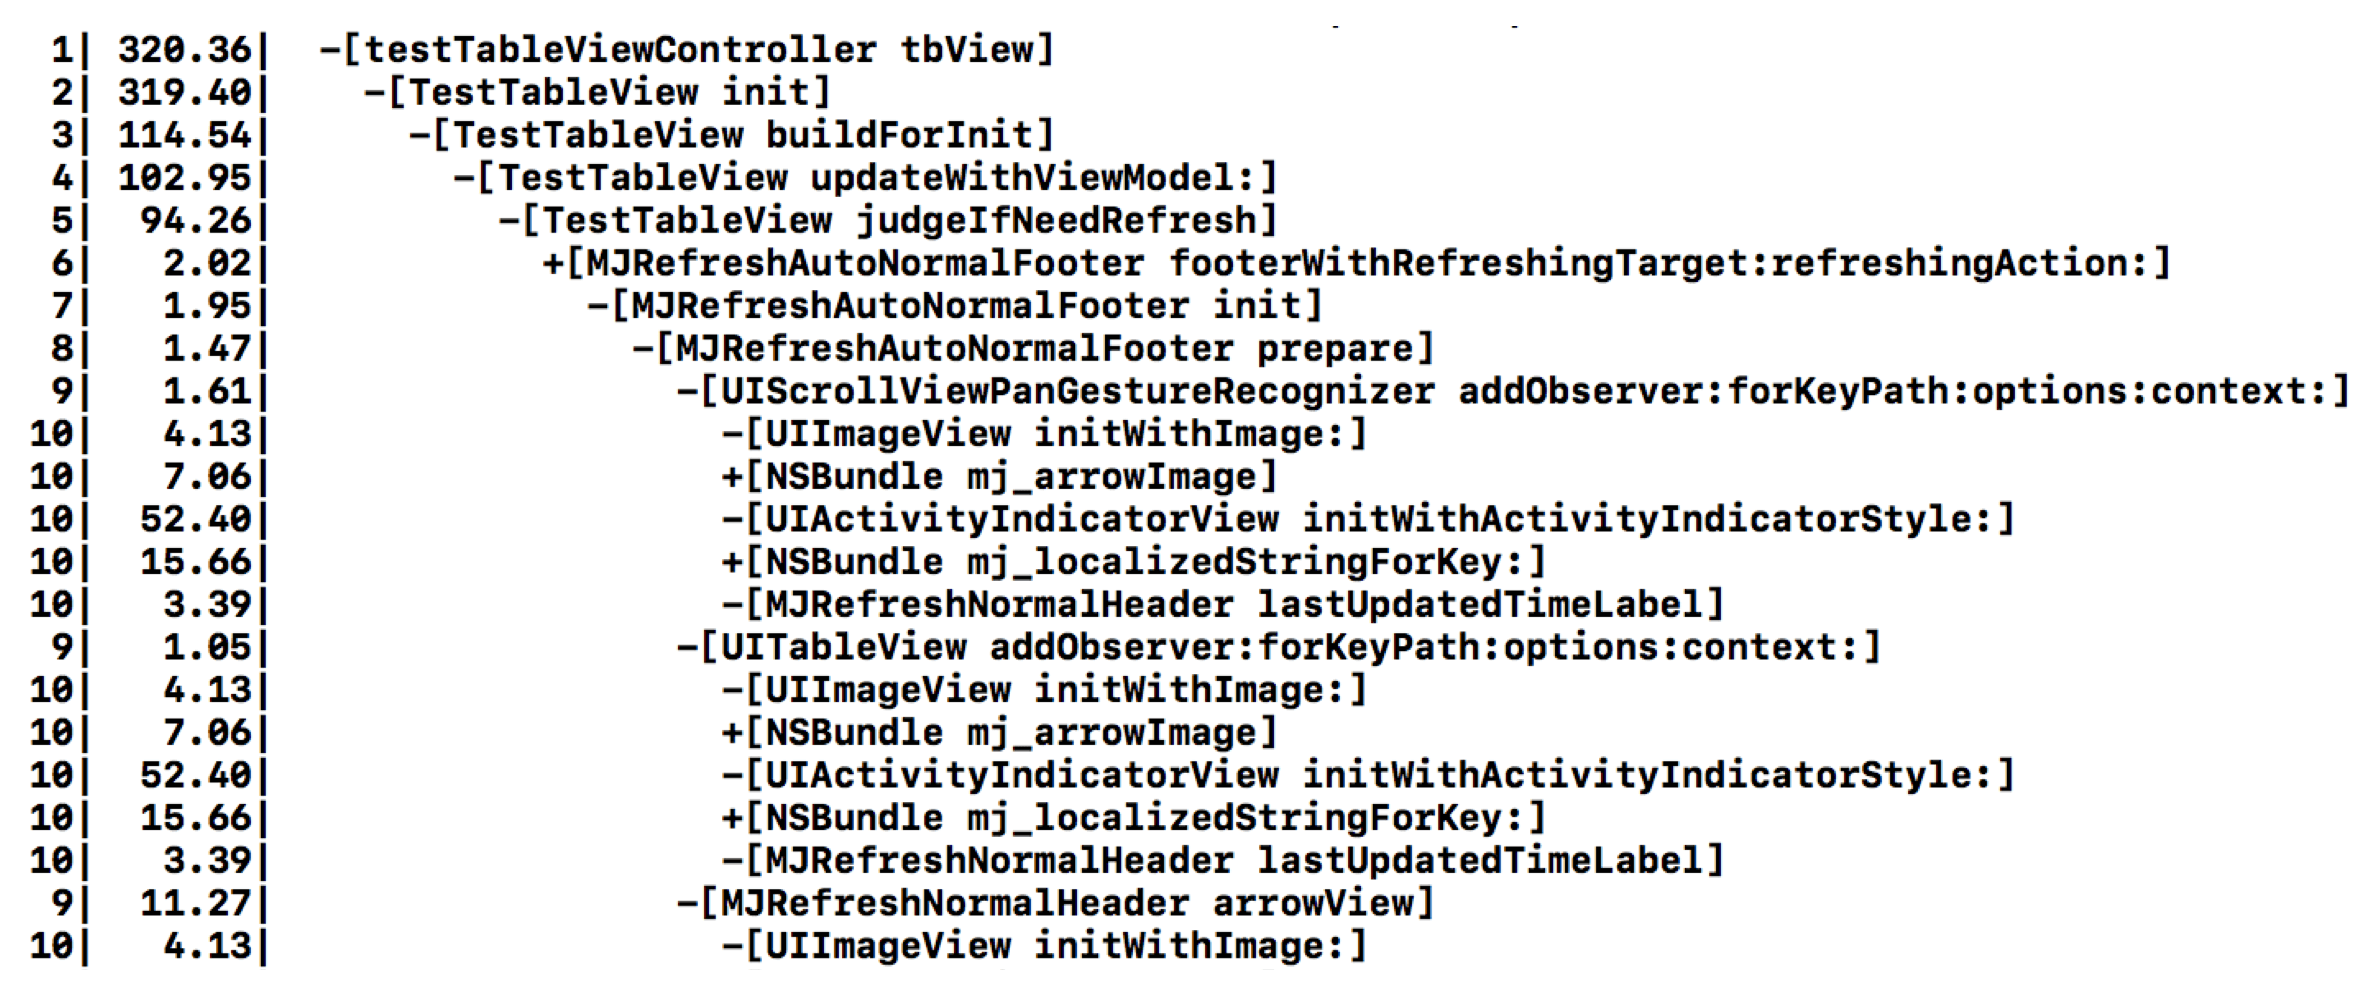 1| 320.36|  -[testTableViewController tbView]
2| 319.40|    -[TestTableView init]
3| 114.54|      -[TestTableView buildForInit]
4| 102.95|        -[TestTableView updateWithViewModel:]
5|  94.26|          -[TestTableView judgeIfNeedRefresh]
6|   2.02|            +[MJRefreshAutoNormalFooter footerWithRefreshingTarget:refreshingAction:]
7|   1.95|              -[MJRefreshAutoNormalFooter init]
8|   1.47|                -[MJRefreshAutoNormalFooter prepare]
9|   1.61|                  -[UIScrollViewPanGestureRecognizer addObserver:forKeyPath:options:context:]
10|   4.13|                    -[UIImageView initWithImage:]
10|   7.06|                    +[NSBundle mj_arrowImage]
10|  52.40|                    -[UIActivityIndicatorView initWithActivityIndicatorStyle:]
10|  15.66|                    +[NSBundle mj_localizedStringForKey:]
10|   3.39|                    -[MJRefreshNormalHeader lastUpdatedTimeLabel]
9|   1.05|                  -[UITableView addObserver:forKeyPath:options:context:]
10|   4.13|                    -[UIImageView initWithImage:]
10|   7.06|                    +[NSBundle mj_arrowImage]
10|  52.40|                    -[UIActivityIndicatorView initWithActivityIndicatorStyle:]
10|  15.66|                    +[NSBundle mj_localizedStringForKey:]
10|   3.39|                    -[MJRefreshNormalHeader lastUpdatedTimeLabel]
9|  11.27|                  -[MJRefreshNormalHeader arrowView]
10|   4.13|                    -[UIImageView initWithImage:]